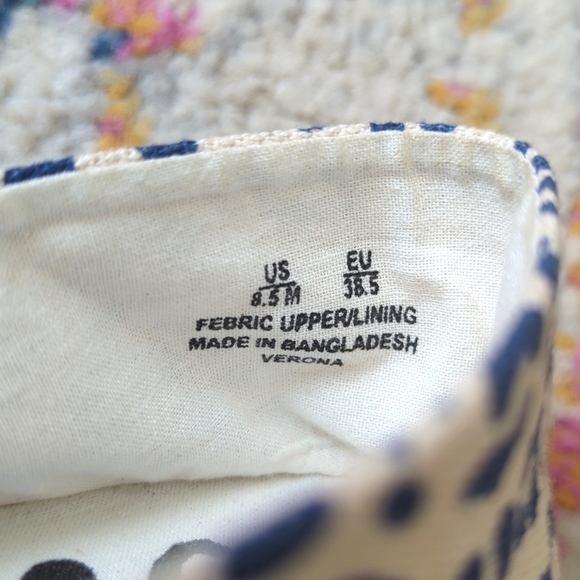 US EU
8.5 M 38.5
FEBRIC UPPER/LINING
MADE IN BANGLADESH
VERONA